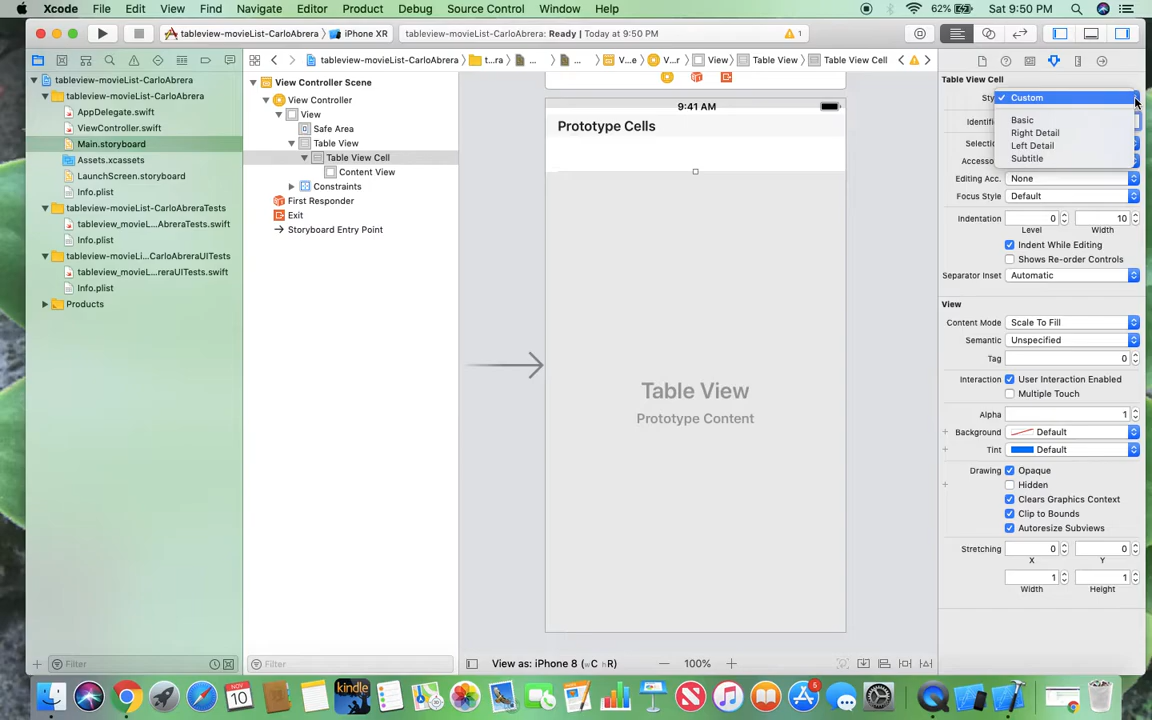 Xcode File Edit View Find Navigate Editor Product Debug Source Control Window Help 62% Sat 9:50 PM
tableview-movieList-CarloAbrera iPhone XR tableview-movieList-CarloAbrera: Ready | Today at 9:50 PM 1
tableview-movieList-CarloAbrera
tableview-movieList-CarloAbrera
AppDelegate.swift
ViewController.swift
Main.storyboard
Assets.xcassets
LaunchScreen.storyboard
Info.plist
tableview-movieList-CarloAbreraTests
tableview_movieL...AbreraTests.swift
Info.plist
tableview-movieLi...CarloAbreraUITests
tableview_movieL...reraUITests.swift
Info.plist
Products
Filter
tableview-movieList-CarloAbrera t...ra ... ... V...e V...r View Table View Table View Cell
View Controller Scene
View Controller
View
Safe Area
Table View
Table View Cell
Content View
Constraints
First Responder
Exit
Storyboard Entry Point
Filter
9:41 AM
Prototype Cells
Table View
Prototype Content
View as: iPhone 8 (wC hR) 100%
Table View Cell
Sty Custom
Basic
Right Detail
Left Detail
Subtitle
Identifi
Selectio
Accesso
Editing Acc. None
Focus Style Default
Indentation 0 10
Level Width
Indent While Editing
Shows Re-order Controls
Separator Inset Automatic
View
Content Mode Scale To Fill
Semantic Unspecified
Tag 0
Interaction User Interaction Enabled
Multiple Touch
Alpha 1
Background Default
Tint Default
Drawing Opaque
Hidden
Clears Graphics Context
Clip to Bounds
Autoresize Subviews
Stretching 0 0
X Y
1 1
Width Height
NOV
10
kindle
5